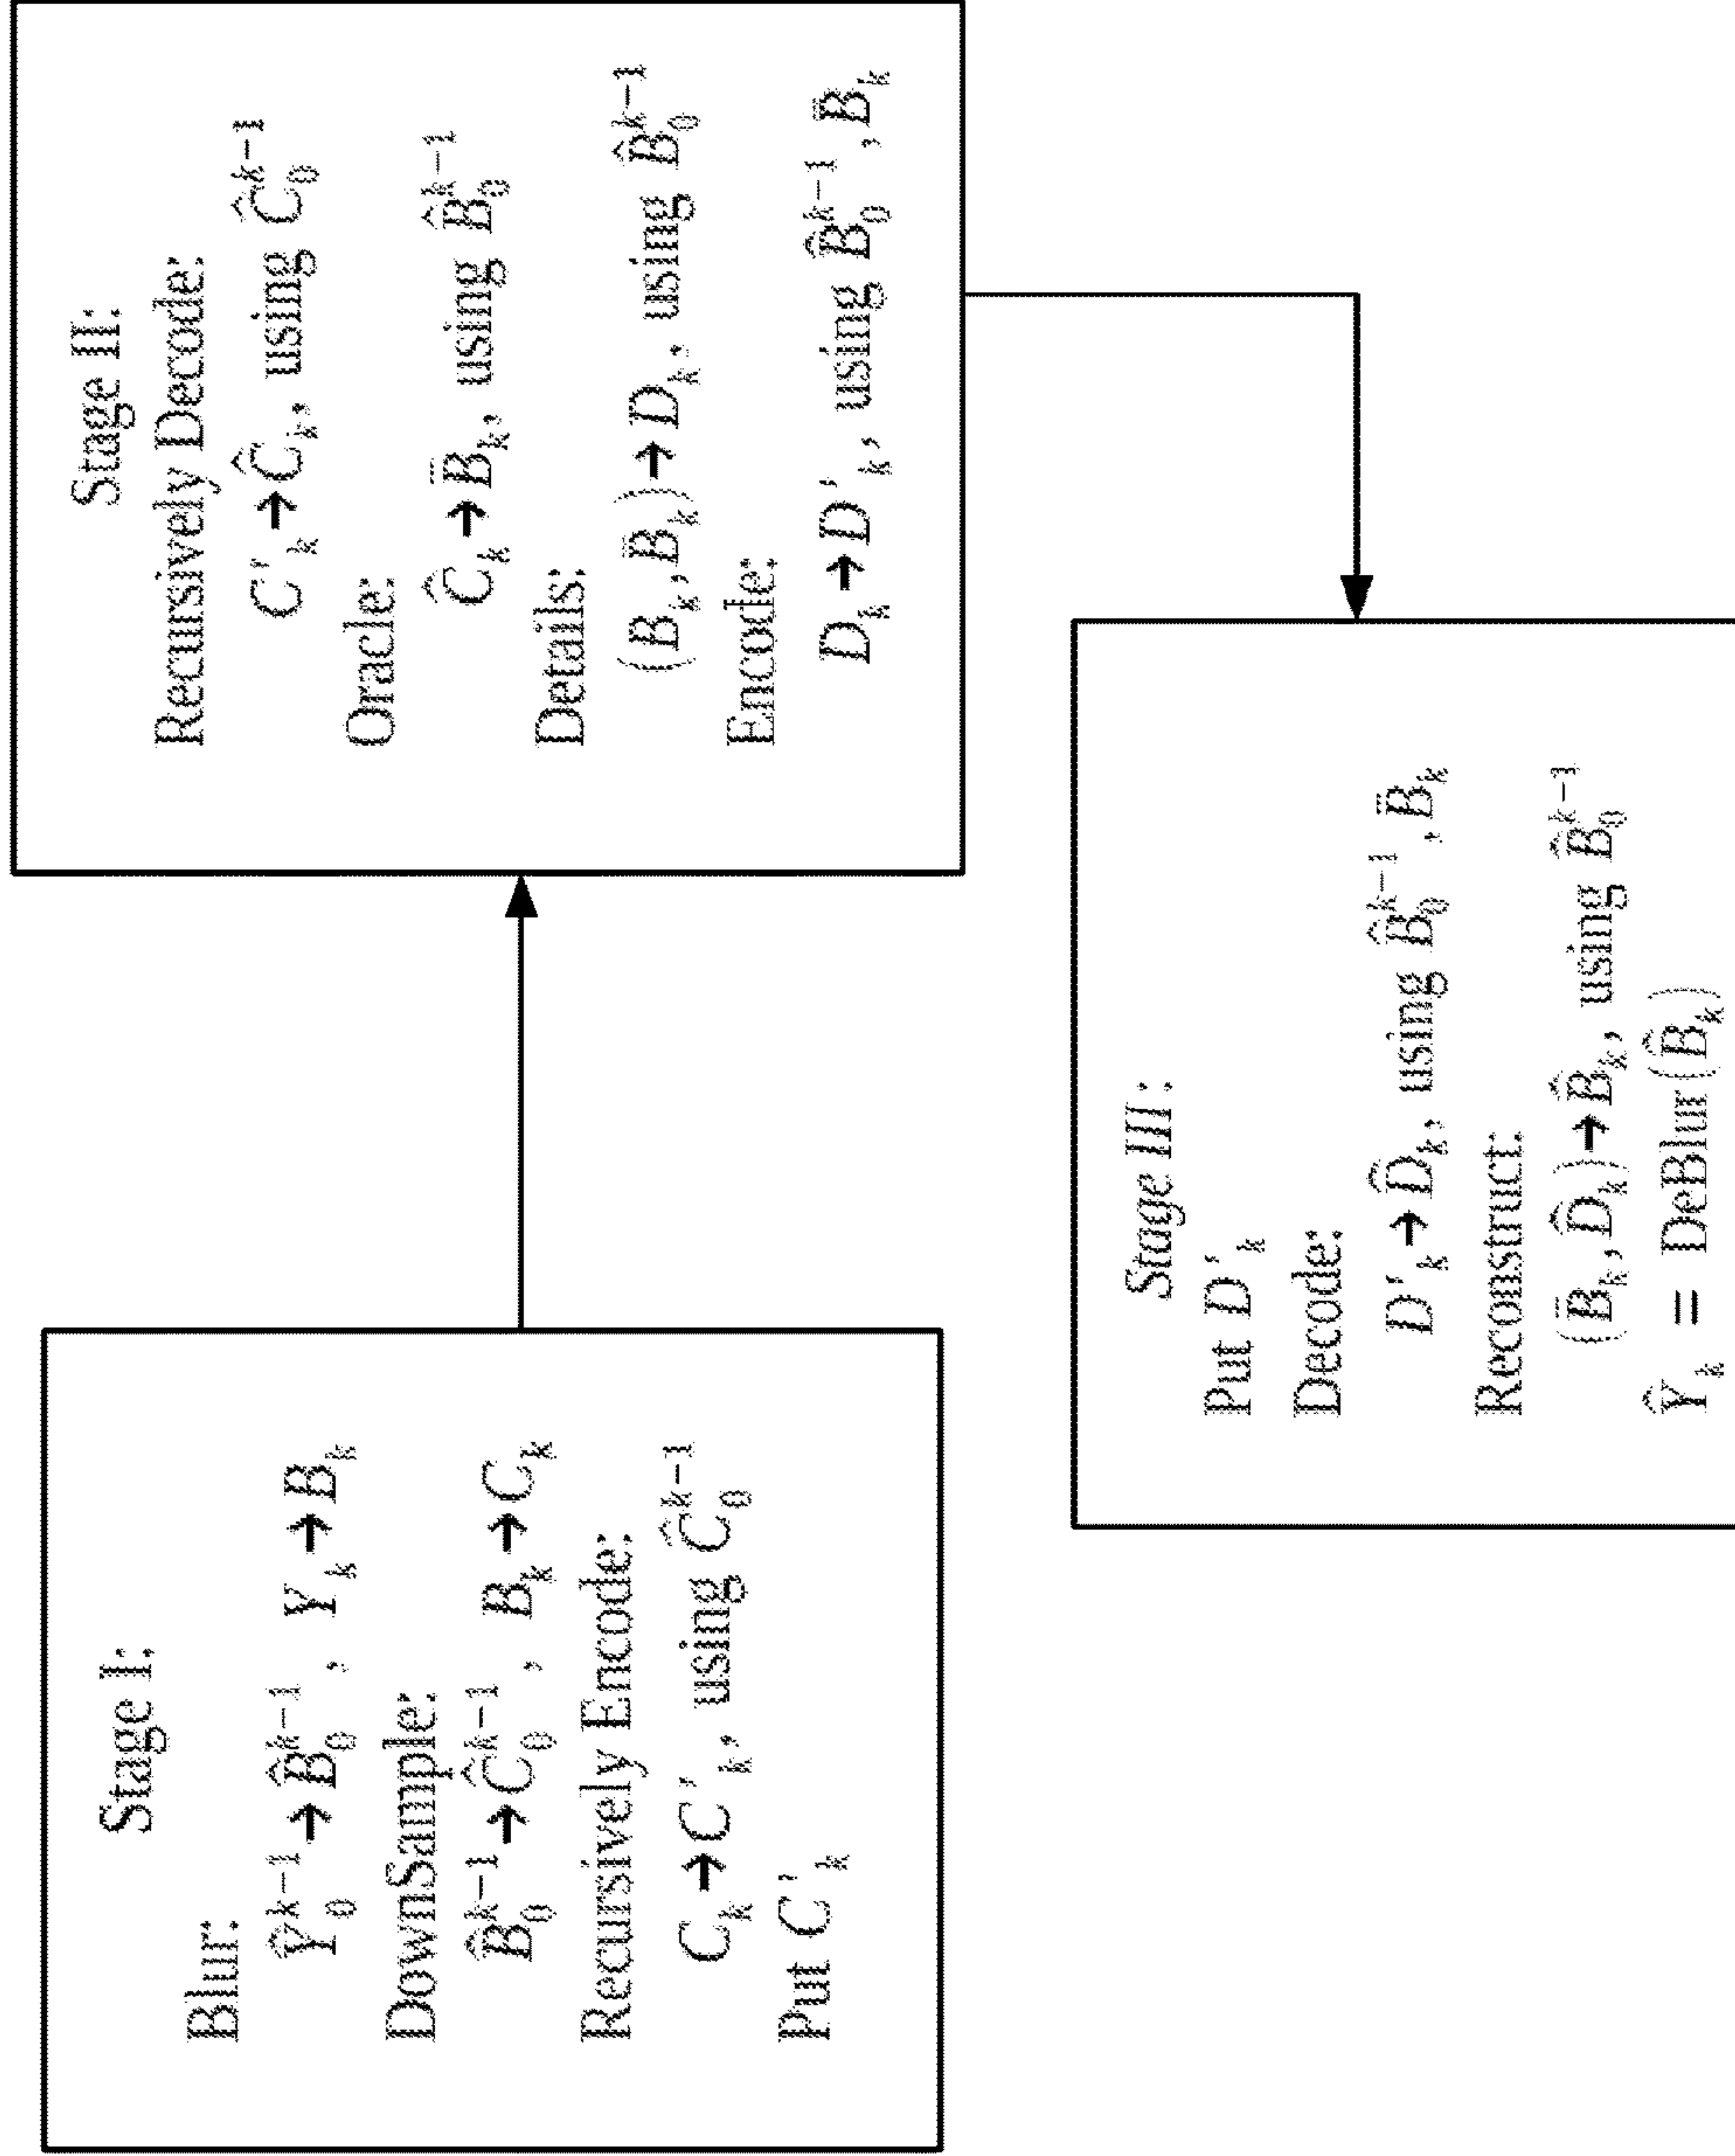 Stage I:
Blur:
Ŷ₀ᵏ⁻¹ → B̂₀ᵏ⁻¹, Yₖ → Bₖ
DownSample:
B̂₀ᵏ⁻¹ → Ĉ₀ᵏ⁻¹, Bₖ → Cₖ
Recursively Encode:
Cₖ → C'ₖ, using Ĉ₀ᵏ⁻¹
Put C'ₖ
Stage II:
Recursively Decode:
C'ₖ → Ĉₖ, using Ĉ₀ᵏ⁻¹
Oracle:
Ĉₖ → B̄ₖ, using B̂₀ᵏ⁻¹
Details:
(Bₖ, B̄ₖ) → Dₖ, using B̂₀ᵏ⁻¹
Encode:
Dₖ → D'ₖ, using B̂₀ᵏ⁻¹, B̄ₖ
Stage III:
Put D'ₖ
Decode:
D'ₖ → D̂ₖ, using B̂₀ᵏ⁻¹, B̄ₖ
Reconstruct:
(B̄ₖ, D̂ₖ) → B̂ₖ, using B̂₀ᵏ⁻¹
Ŷₖ = DeBlur(B̂ₖ)